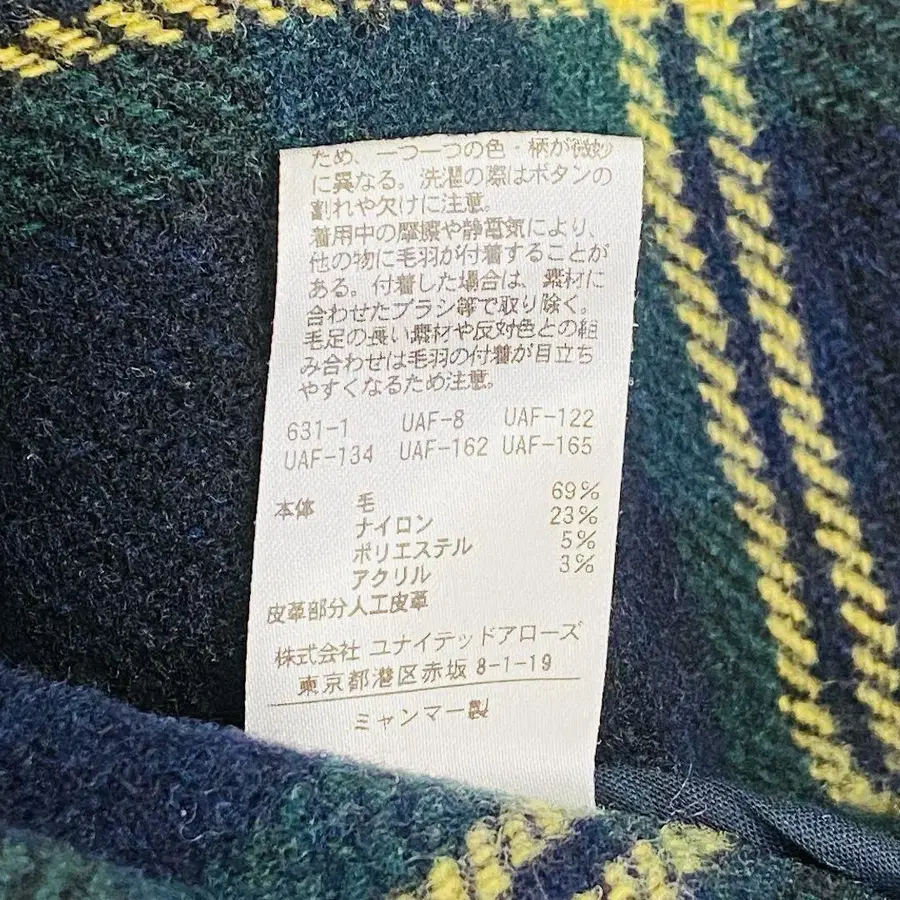 ため、一つ一つの色・柄が微妙
に異なる。洗濯の際はボタンの
割れや欠けに注意。
着用中の摩擦や静電気により、
他の物に毛羽が付着することが
ある。付着した場合は、素材に
合わせたブラシ等で取り除く。
毛足の長い素材や反対色との組
み合わせは毛羽の付着が目立ち
やすくなるため注意。
631-1 UAF-8 UAF-122
UAF-134 UAF-162 UAF-165
本体 毛 69%
ナイロン 23%
ポリエステル 5%
アクリル 3%
皮革部分人工皮革
株式会社 ユナイテッドアローズ
東京都港区赤坂 8-1-19
ミャンマー製